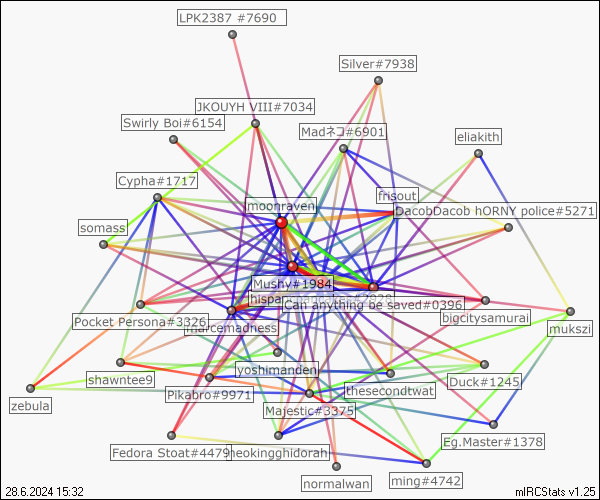 LPK2387 #7690
Silver#7938
JKOUYH VIII#7034
Swirly Boi#6154
Madネコ#6901
eliakith
Cypha#1717
frisout
moonraven
DacobDacob hORNY police#5271
somass
Mushy#1984
Can anything be saved#0396
Pocket Persona#3326
marcemadness
bigcitysamurai
mukszi
yoshimanden
shawntee9
thesecondtwat
Duck#1245
Pikabro#9971
zebula
Majestic#3375
Eg.Master#1378
Fedora Stoat#4479
neokingghidorah
normalwan
ming#4742
28.6.2024 15:32
mIRCStats v1.25